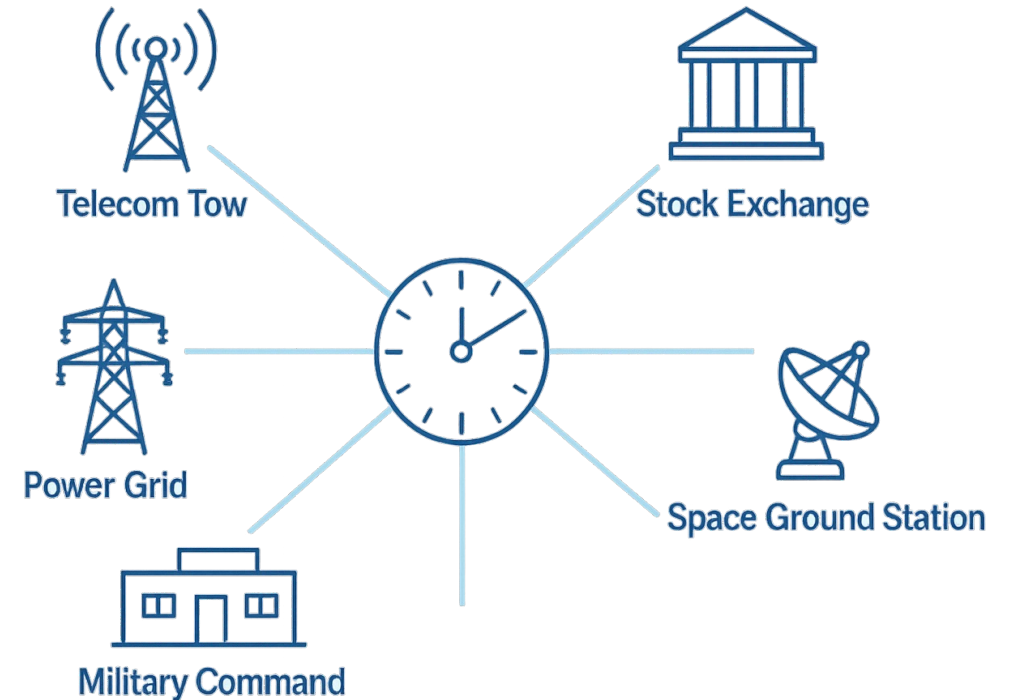 Telecom Tow
Stock Exchange
Power Grid
Space Ground Station
Military Command